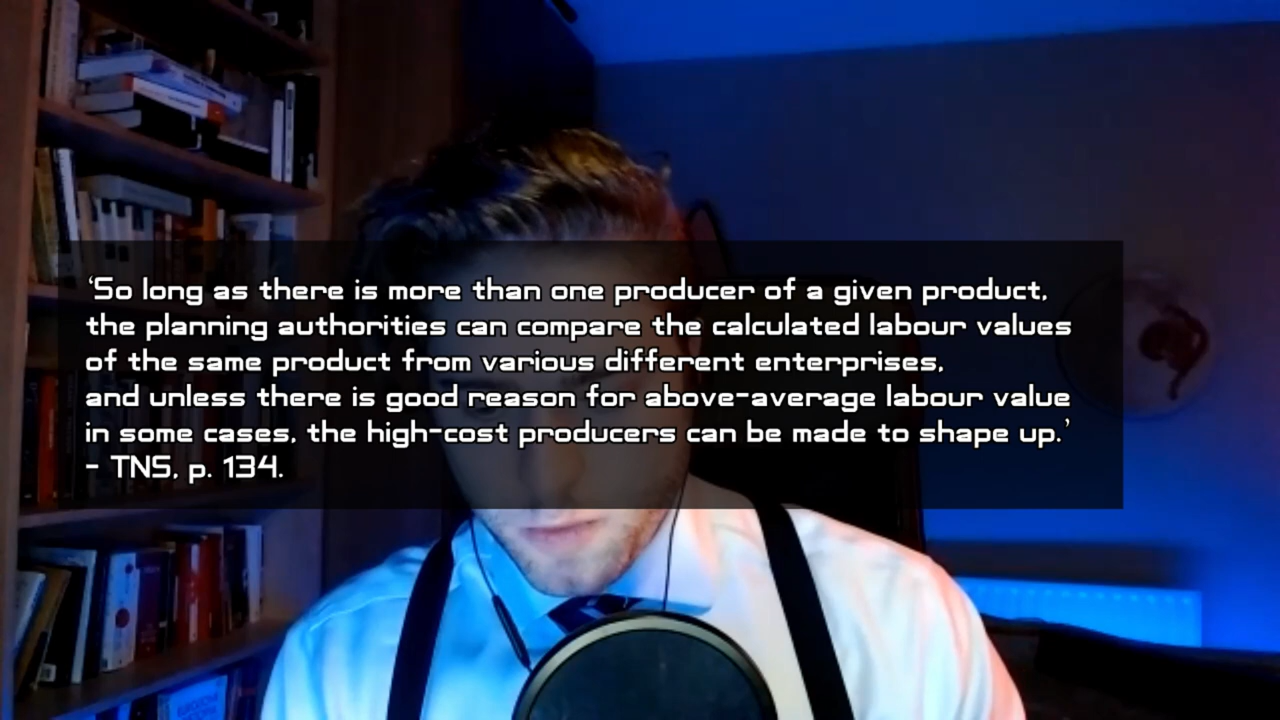 ‘So long as there is more than one producer of a given product,
the planning authorities can compare the calculated labour values
of the same product from various different enterprises,
and unless there is good reason for above-average labour value
in some cases, the high-cost producers can be made to shape up.’
- TNS, p. 134.